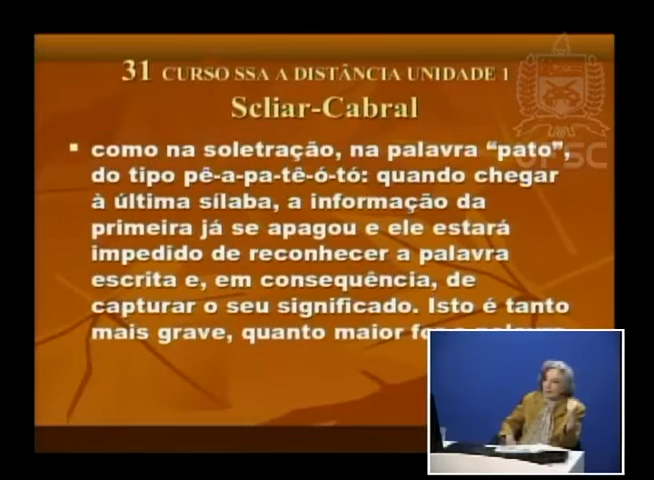 31 CURSO SSA A DISTÂNCIA UNIDADE 1
Scliar-Cabral
como na soletração, na palavra “pato”,
do tipo pê-a-pa-tê-ó-tó: quando chegar
à última sílaba, a informação da
primeira já se apagou e ele estará
impedido de reconhecer a palavra
escrita e, em consequência, de
capturar o seu significado. Isto é tanto
mais grave, quanto maior for a palavra
UFSC